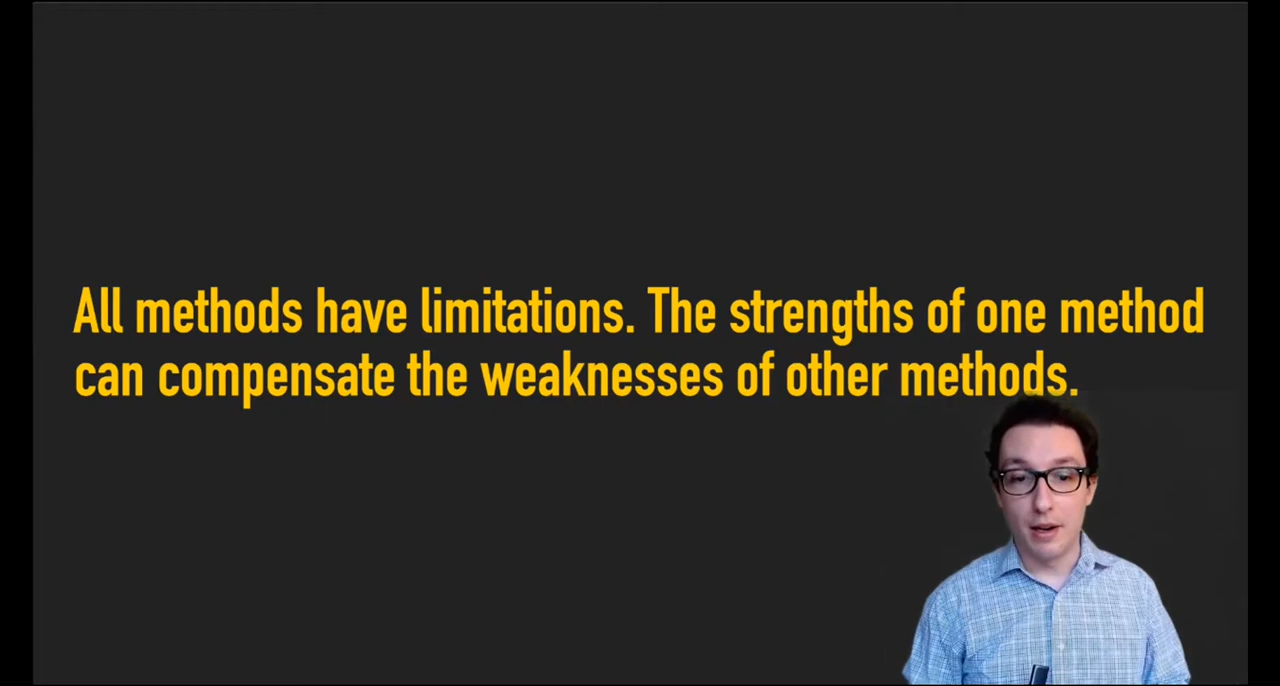 All methods have limitations. The strengths of one method
can compensate the weaknesses of other methods.